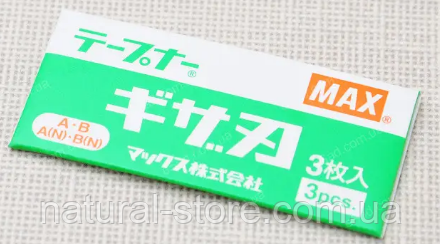 テープナー®
MAX®
ギザ刃
A・B
A(N)・B(N)
マックス株式会社
3枚入
3pcs.
natural-store.com.ua